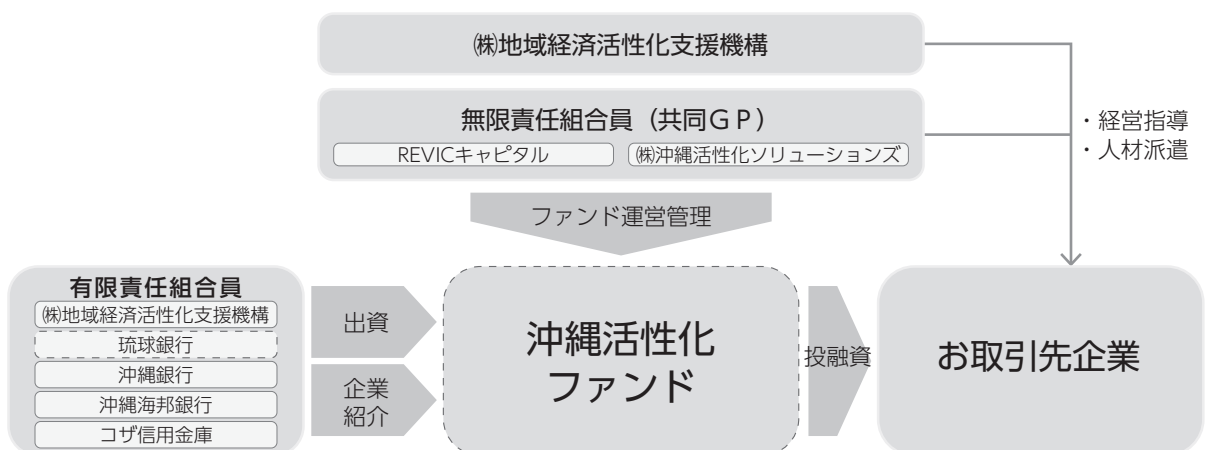 ㈱地域経済活性化支援機構
無限責任組合員（共同ＧＰ）
REVICキャピタル
㈱沖縄活性化ソリューションズ
・経営指導
・人材派遣
ファンド運営管理
有限責任組合員
㈱地域経済活性化支援機構
琉球銀行
沖縄銀行
沖縄海邦銀行
コザ信用金庫
出資
企業
紹介
沖縄活性化
ファンド
投融資
お取引先企業